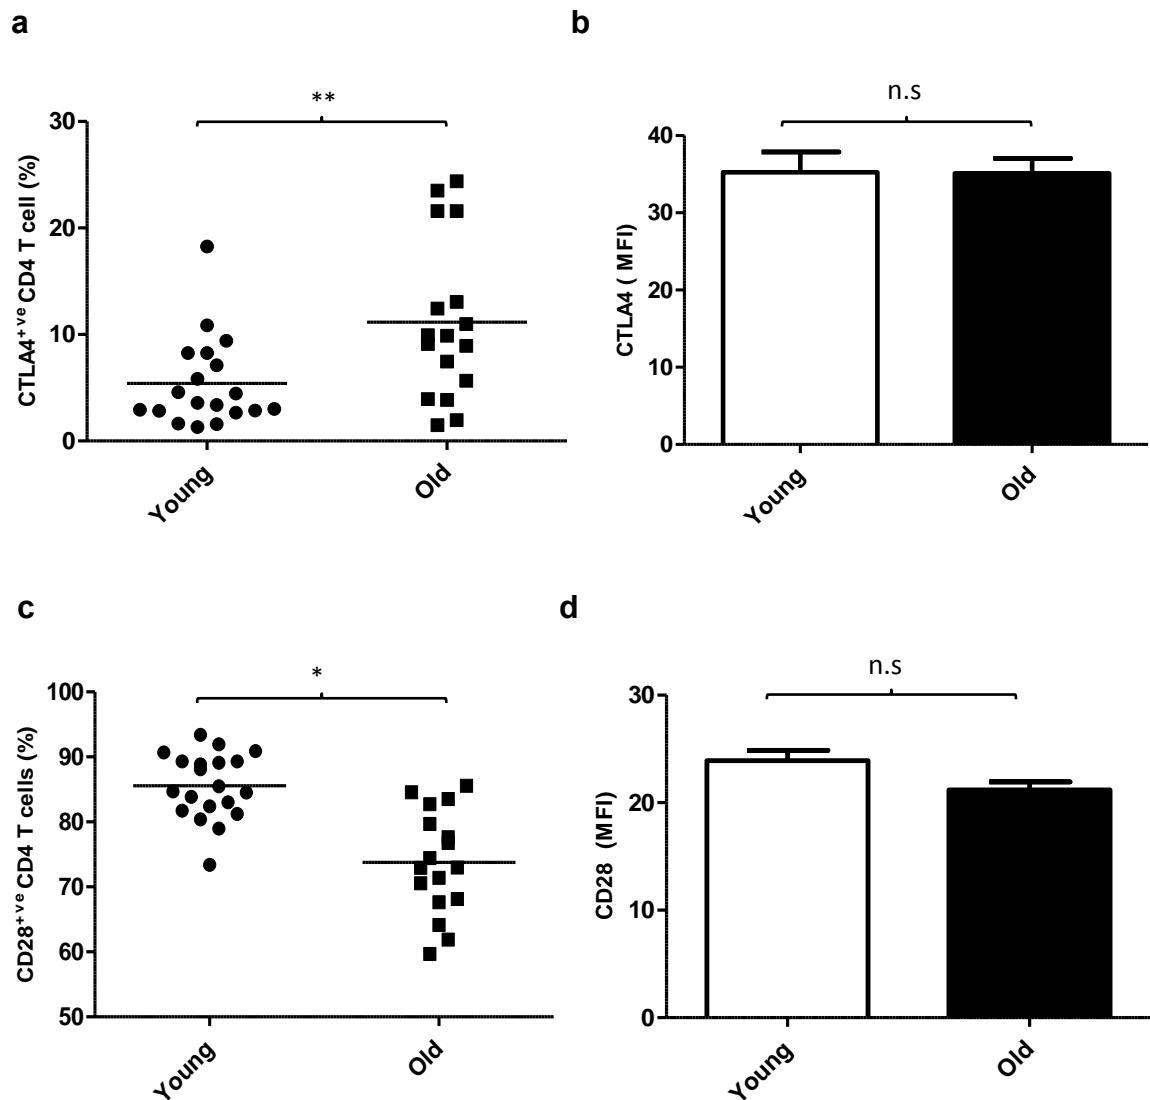 a
**
CTLA4+ve CD4 T cell (%)
30
20
10
0
Young
Old
b
n.s
CTLA4 ( MFI)
40
30
20
10
0
Young
Old
c
*
CD28+ve CD4 T cells (%)
100
90
80
70
60
50
Young
Old
d
n.s
CD28 (MFI)
30
20
10
0
Young
Old